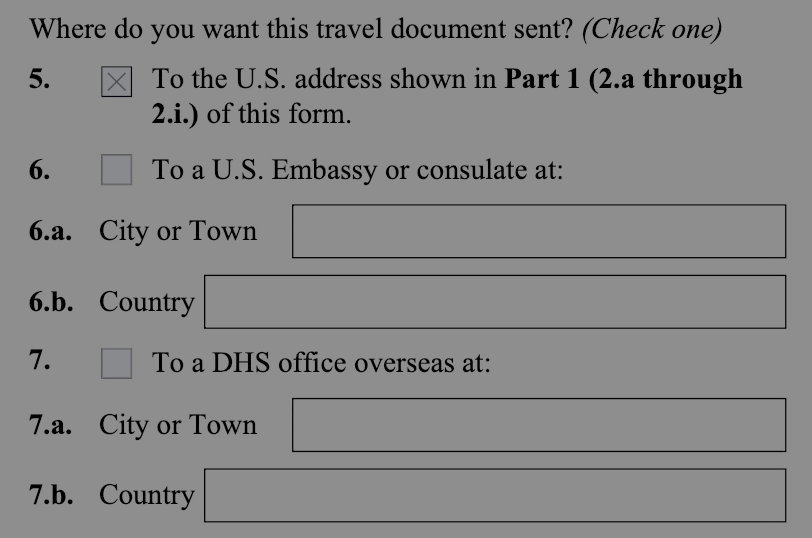 Where do you want this travel document sent? (Check one)
5. To the U.S. address shown in Part 1 (2.a through
2.i.) of this form.
6. To a U.S. Embassy or consulate at:
6.a. City or Town
6.b. Country
7. To a DHS office overseas at:
7.a. City or Town
7.b. Country